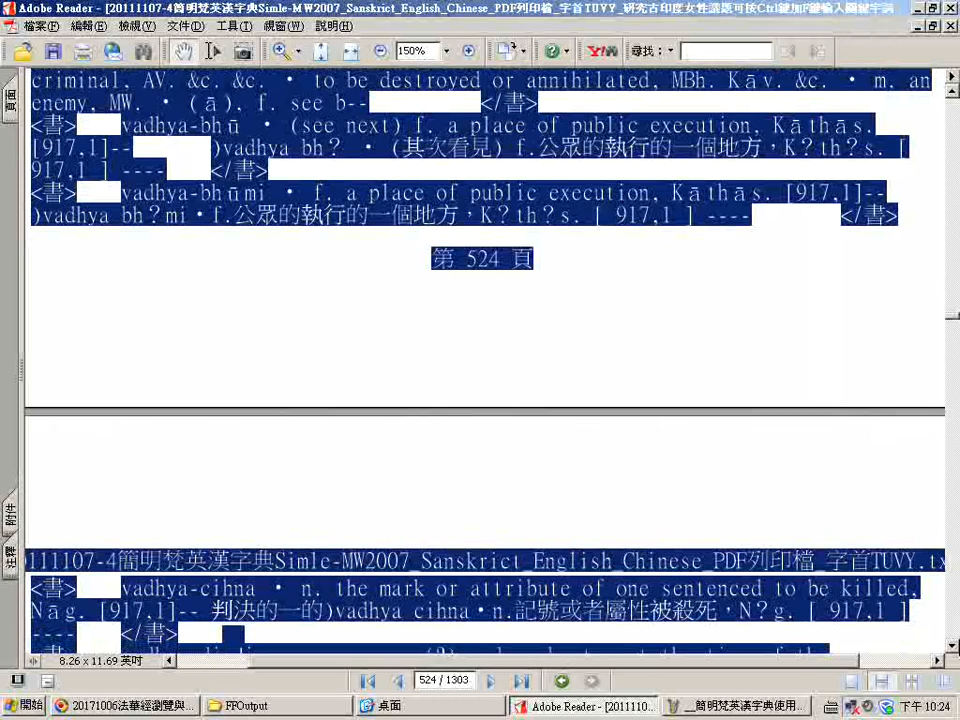 Adobe Reader - [20111107-4簡明梵英漢字典Simle-MW2007_Sanskrict_English_Chinese_PDF列印檔_字首TUVY_研究古印度女性議題可按Ctrl鍵加F鍵輸入關鍵字
檔案(F) 編輯(E) 檢視(V) 文件(D) 工具(T) 視窗(W) 說明(H)
150% 尋找:
頁面
criminal, AV. &c. &c. • to be destroyed or annihilated, MBh. Kāv. &c. • m. an
enemy, MW. • (ā), f. see b-- </書>
<書> vadhya-bhū • (see next) f. a place of public execution, Kāthās.
[917,1]-- )vadhya bh? • (其次看見) f.公眾的執行的一個地方，K?th?s. [
917,1 ] ---- </書>
<書> vadhya-bhūmi • f. a place of public execution, Kāthās. [917,1]--
)vadhya bh?mi•f.公眾的執行的一個地方，K?th?s. [ 917,1 ] ---- </書>
第 524 頁
附件
注釋
111107-4簡明梵英漢字典Simle-MW2007_Sanskrict_English_Chinese_PDF列印檔_字首TUVY.tx
<書> vadhya-cihna • n. the mark or attribute of one sentenced to be killed,
Nāg. [917,1]-- 判決的一的)vadhya cihna•n.記號或者屬性被殺死，N?g. [ 917,1 ]
---- </書>
8.26 x 11.69 英吋
524 / 1303
開始 20171006法華經瀏覽與... FFOutput 桌面 Adobe Reader - [2011110... __簡明梵英字典使用... 下午 10:24